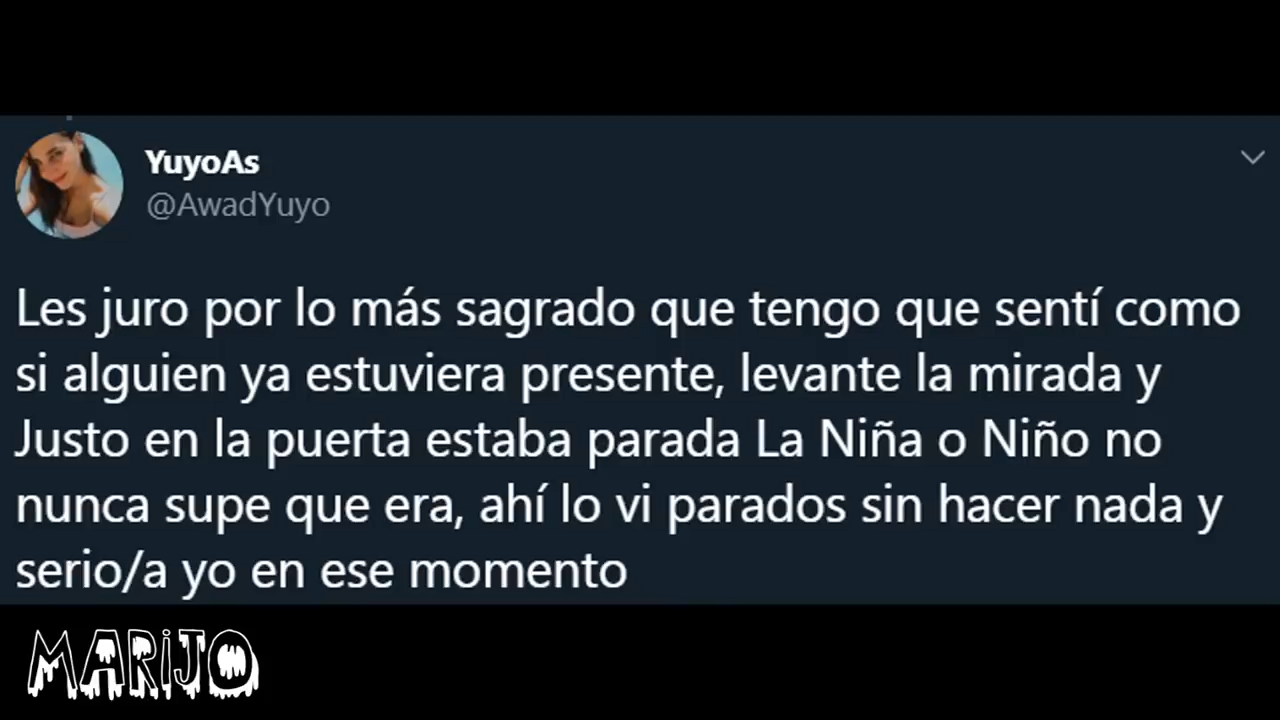 YuyoAs
@AwadYuyo
Les juro por lo más sagrado que tengo que sentí como
si alguien ya estuviera presente, levante la mirada y
Justo en la puerta estaba parada La Niña o Niño no
nunca supe que era, ahí lo vi parados sin hacer nada y
serio/a yo en ese momento
MARiJO